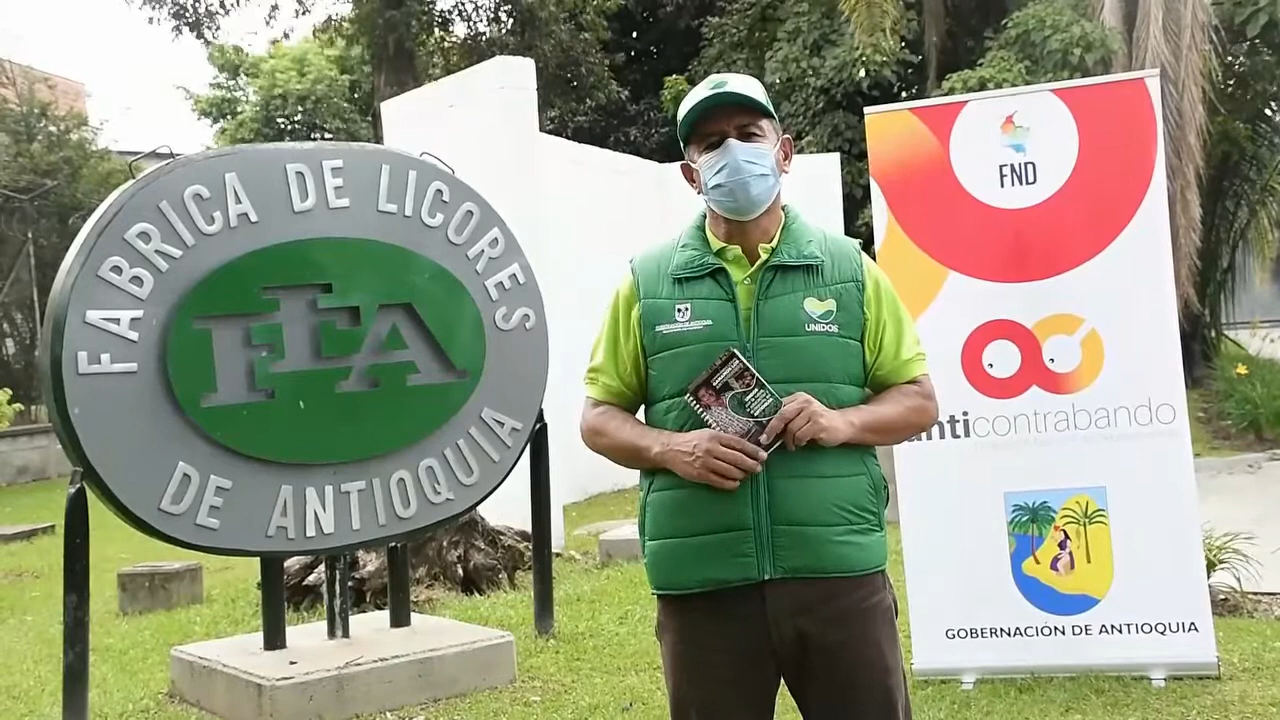 FABRICA DE LICORES
FLA
DE ANTIOQUIA
UNIDOS
FND
anticontrabando
GOBERNACIÓN DE ANTIOQUIA